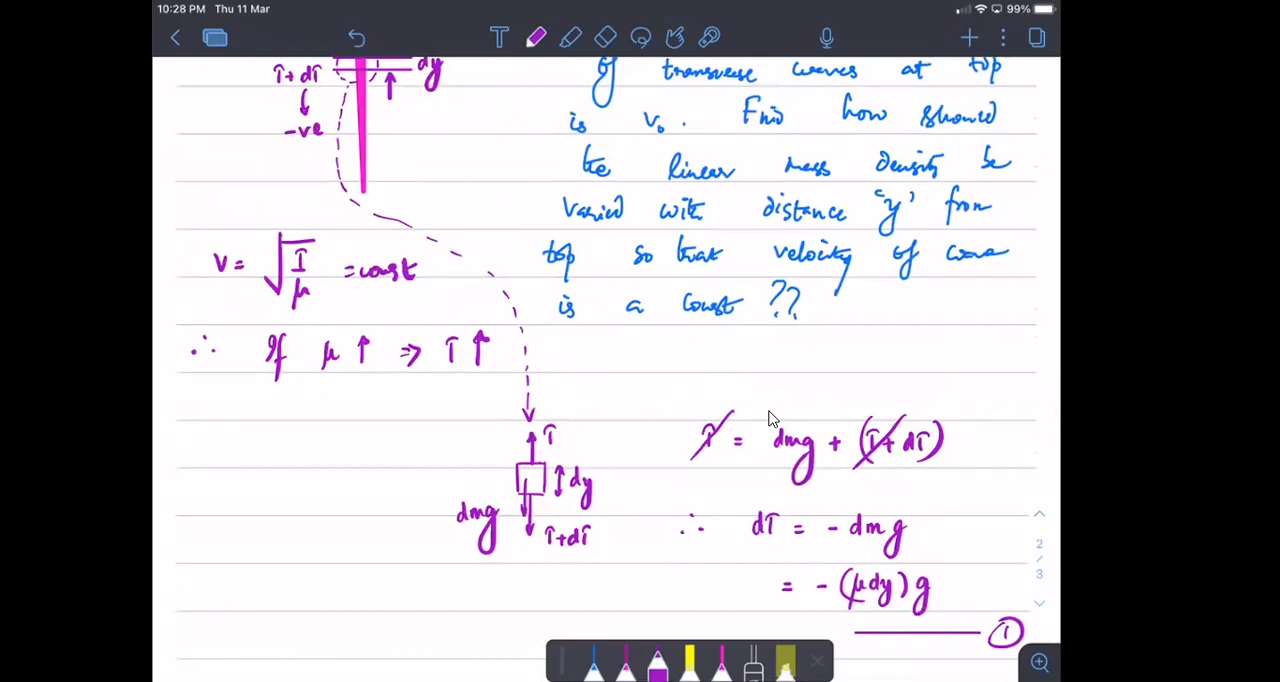 10:28 PM Thu 11 Mar
99%
T
T+dT
dy
-ve
of transverse waves at top
is v₀. Find how should
the linear mass density be
varied with distance 'y' from
top so that velocity of wave
is a const ??
V = √(T/μ) = const
∴ If μ ↑ ⇒ T ↑
T
dy
dmg
T+dT
T = dmg + (T+dT)
∴ dT = - dmg
= - (μdy) g
①
2
/
3